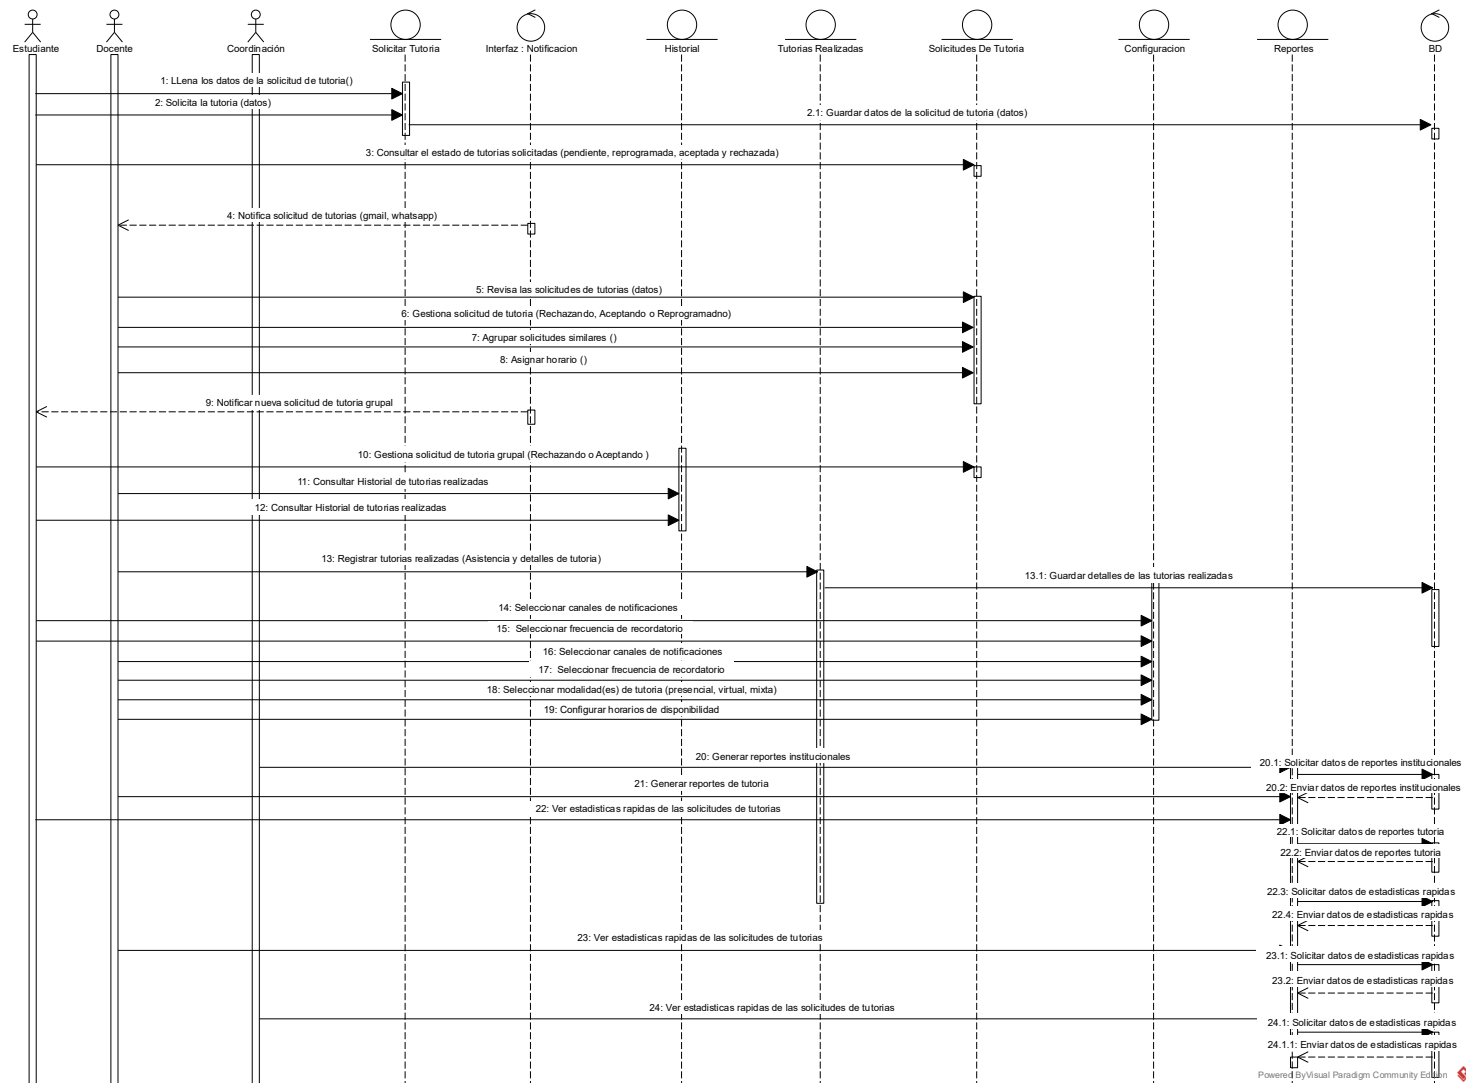 Estudiante
Docente
Coordinación
Solicitar Tutoria
Interfaz : Notificacion
Historial
Tutorias Realizadas
Solicitudes De Tutoria
Configuracion
Reportes
BD
1: LLena los datos de la solicitud de tutoria()
2: Solicita la tutoria (datos)
2.1: Guardar datos de la solicitud de tutoria (datos)
3: Consultar el estado de tutorias solicitadas (pendiente, reprogramada, aceptada y rechazada)
4: Notifica solicitud de tutorias (gmail, whatsapp)
5: Revisa las solicitudes de tutorias (datos)
6: Gestiona solicitud de tutoria (Rechazando, Aceptando o Reprogramadno)
7: Agrupar solicitudes similares ()
8: Asignar horario ()
9: Notificar nueva solicitud de tutoria grupal
10: Gestiona solicitud de tutoria grupal (Rechazando o Aceptando )
11: Consultar Historial de tutorias realizadas
12: Consultar Historial de tutorias realizadas
13: Registrar tutorias realizadas (Asistencia y detalles de tutoria)
13.1: Guardar detalles de las tutorias realizadas
14: Seleccionar canales de notificaciones
15:  Seleccionar frecuencia de recordatorio
16: Seleccionar canales de notificaciones
17:  Seleccionar frecuencia de recordatorio
18: Seleccionar modalidad(es) de tutoria (presencial, virtual, mixta)
19: Configurar horarios de disponibilidad
20: Generar reportes institucionales
20.1: Solicitar datos de reportes institucionales
21: Generar reportes de tutoria
20.2: Enviar datos de reportes institucionales
22: Ver estadisticas rapidas de las solicitudes de tutorias
22.1: Solicitar datos de reportes tutoria
22.2: Enviar datos de reportes tutoria
22.3: Solicitar datos de estadisticas rapidas
22.4: Enviar datos de estadisticas rapidas
23: Ver estadisticas rapidas de las solicitudes de tutorias
23.1: Solicitar datos de estadisticas rapidas
23.2: Enviar datos de estadisticas rapidas
24: Ver estadisticas rapidas de las solicitudes de tutorias
24.1: Solicitar datos de estadisticas rapidas
24.1.1: Enviar datos de estadisticas rapidas
Powered By Visual Paradigm Community Edition